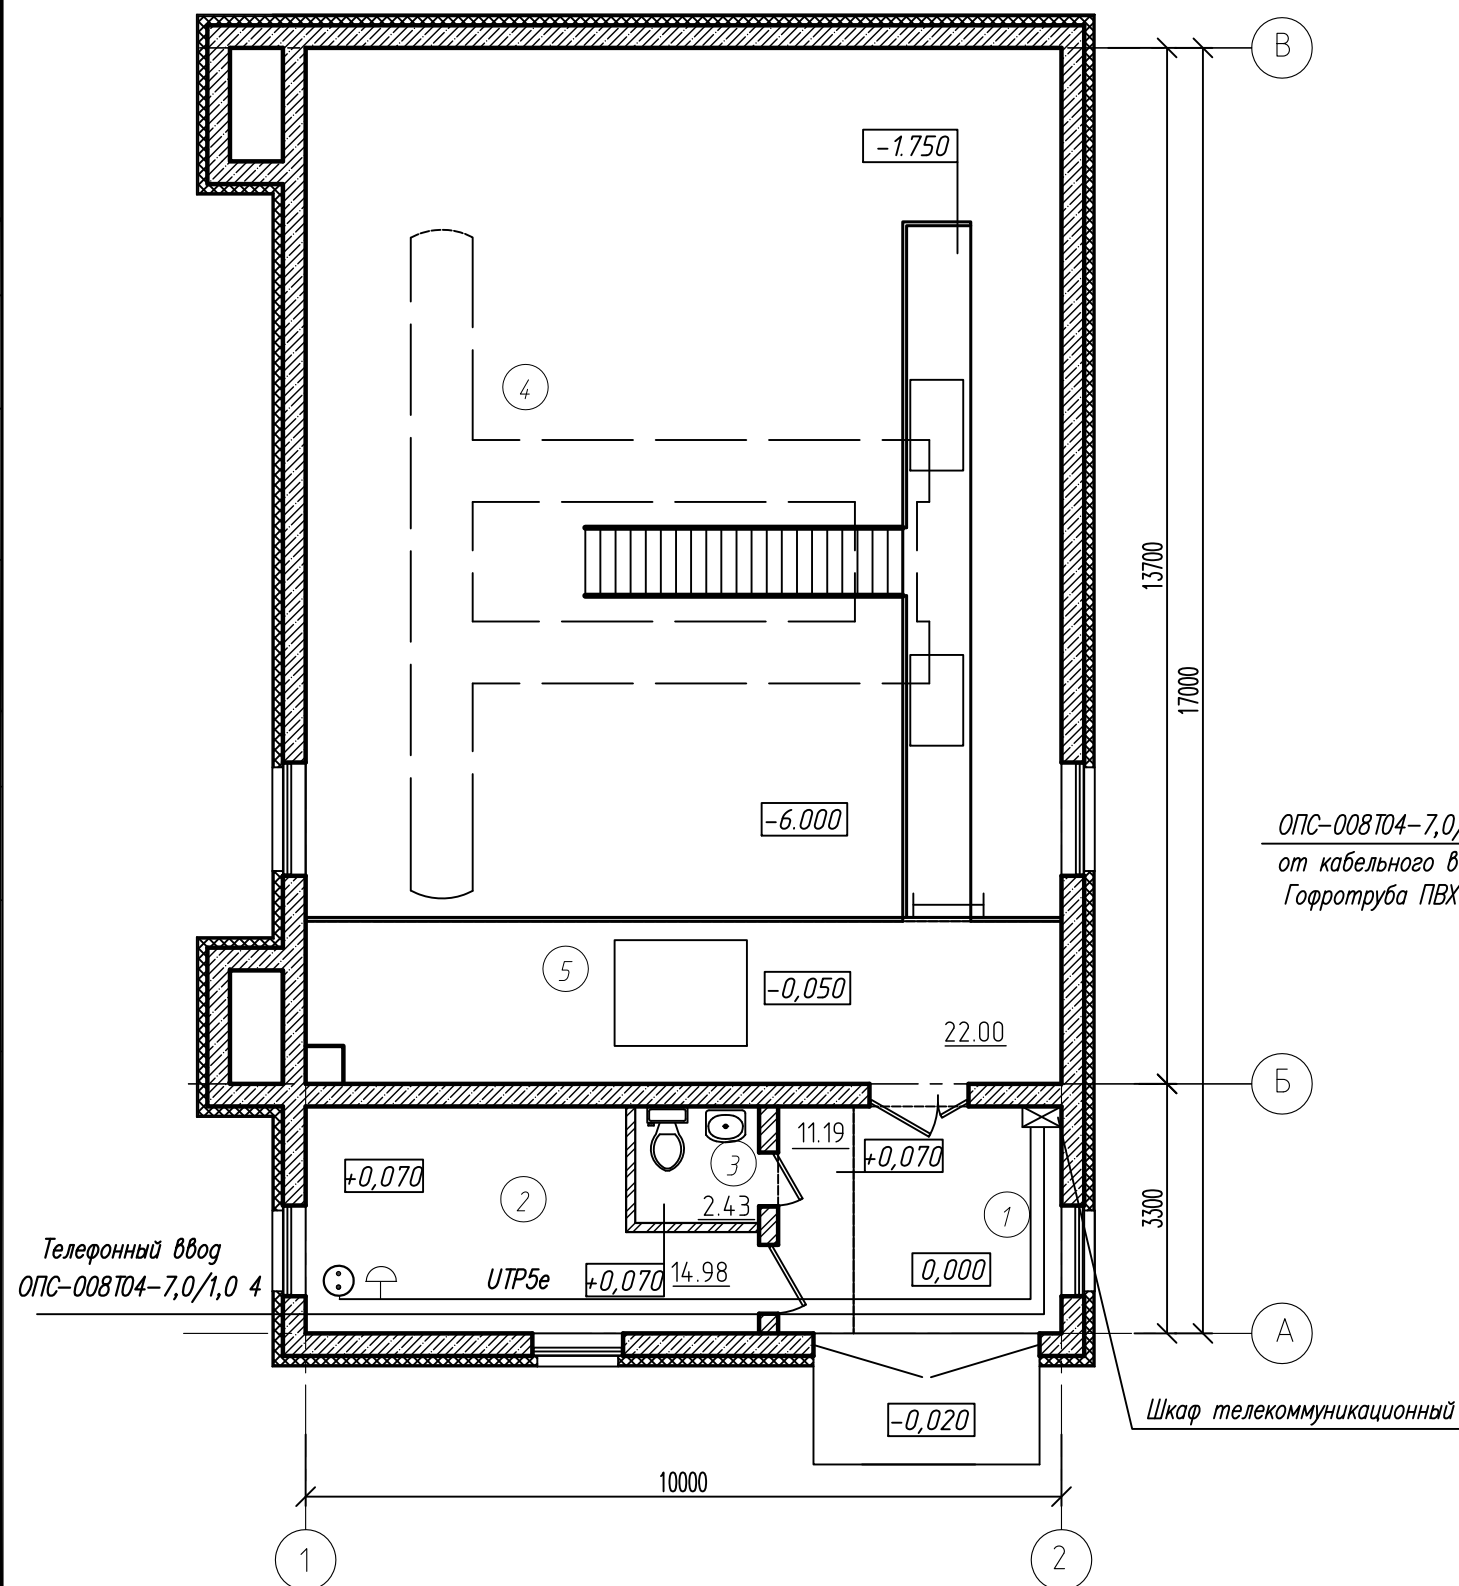 В
-1.750
4
13700
17000
-6.000
ОПС-008Т04-7,0/
от кабельного в
Гофротруба ПВХ
5
-0,050
22.00
Б
11.19
+0,070
3
+0,070
2
2.43
1
3300
Телефонный ввод
ОПС-008Т04-7,0/1,0 4
UTP5e
+0,070
14.98
0,000
А
Шкаф телекоммуникационный
-0,020
10000
1
2